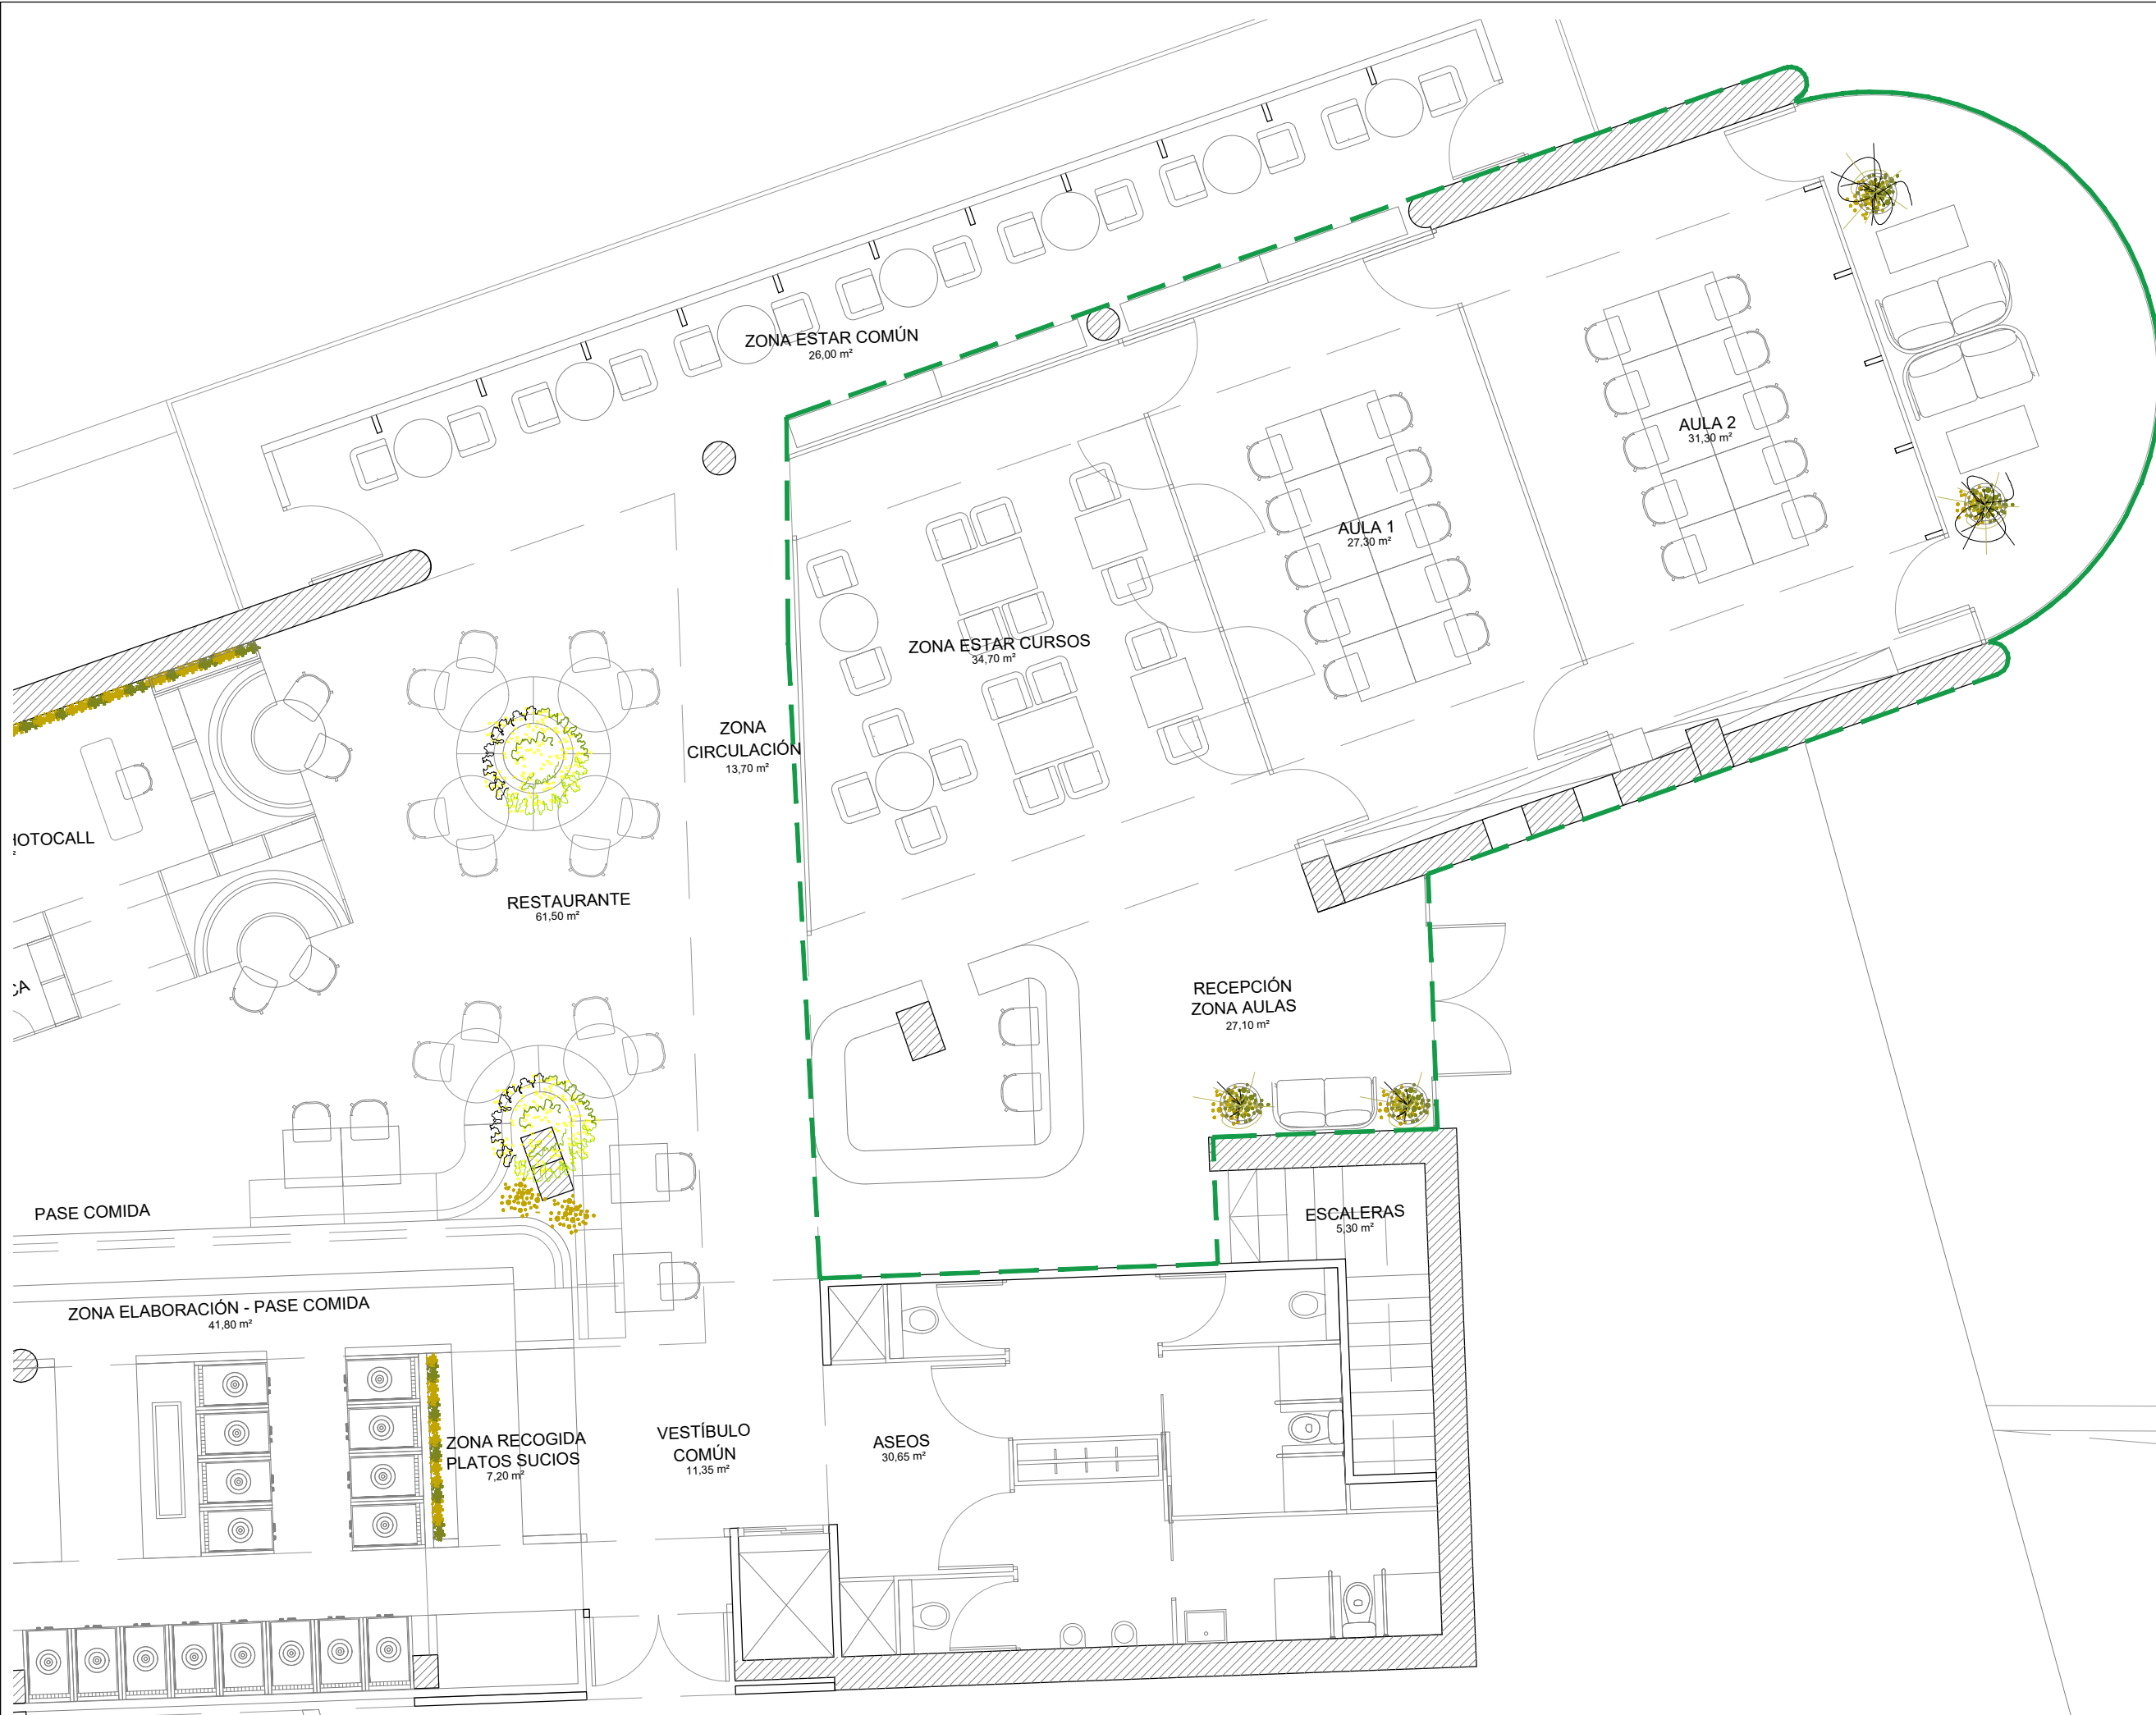 ZONA ESTAR COMÚN
26,00 m²
AULA 2
31,30 m²
AULA 1
27,30 m²
ZONA ESTAR CURSOS
34,70 m²
ZONA
CIRCULACIÓN
13,70 m²
HOTOCALL
²
RESTAURANTE
61,50 m²
CA
RECEPCIÓN
ZONA AULAS
27,10 m²
PASE COMIDA
ESCALERAS
5,30 m²
ZONA ELABORACIÓN - PASE COMIDA
41,80 m²
ZONA RECOGIDA
PLATOS SUCIOS
7,20 m²
VESTÍBULO
COMÚN
11,35 m²
ASEOS
30,65 m²